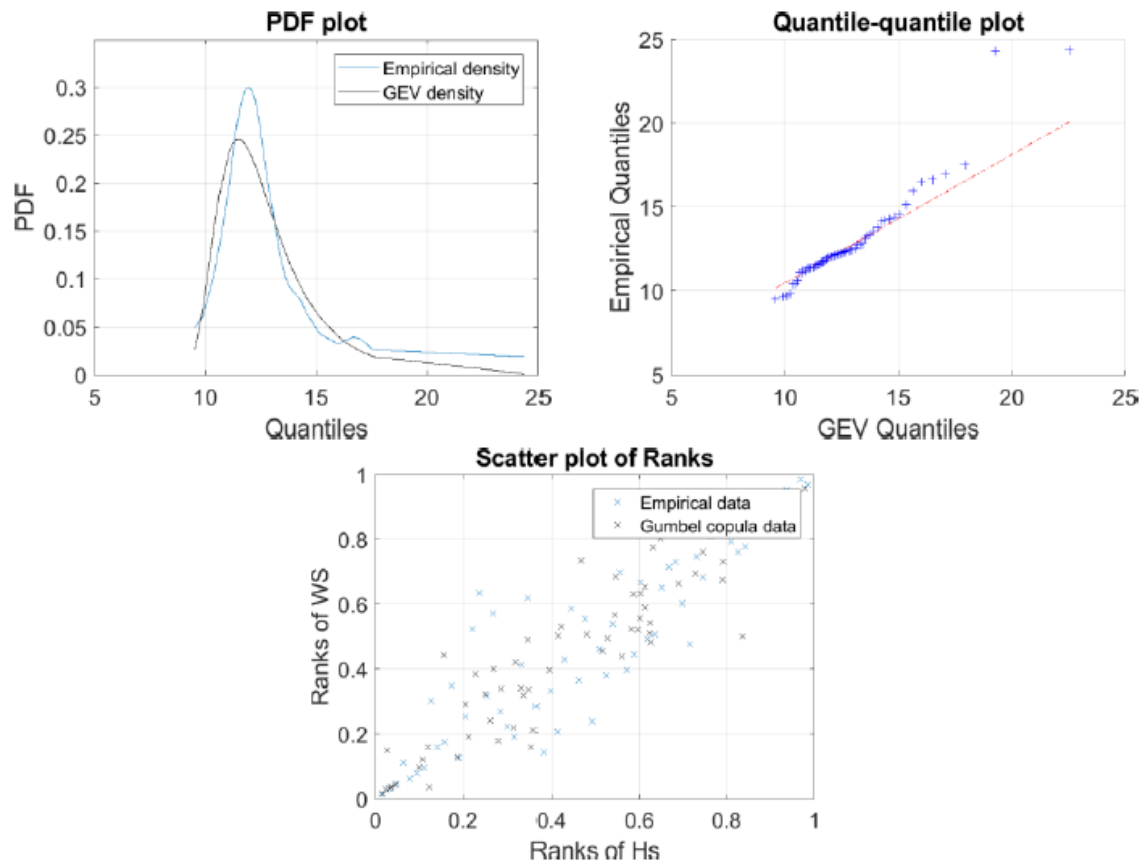 PDF plot
Empirical density
GEV density
0.3
0.25
0.2
0.15
0.1
0.05
0
5
10
15
20
25
PDF
Quantiles
Quantile-quantile plot
25
20
15
10
5
5
10
15
20
25
Empirical Quantiles
GEV Quantiles
Scatter plot of Ranks
Empirical data
Gumbel copula data
1
0.8
0.6
0.4
0.2
0
0
0.2
0.4
0.6
0.8
1
Ranks of WS
Ranks of Hs